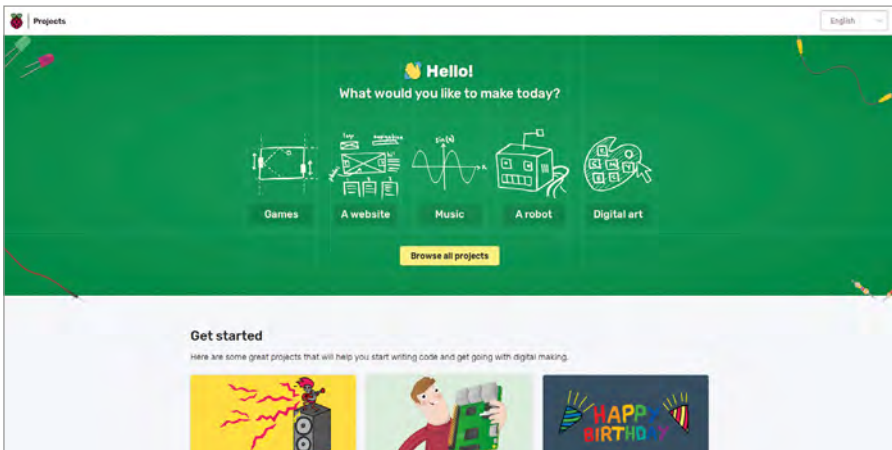 Projects
English
Hello!
What would you like to make today?
sin(x)
Games
A website
Music
A robot
Digital art
Browse all projects
Get started
Here are some great projects that will help you start writing code and get going with digital making.
HAPPY
BIRTHDAY